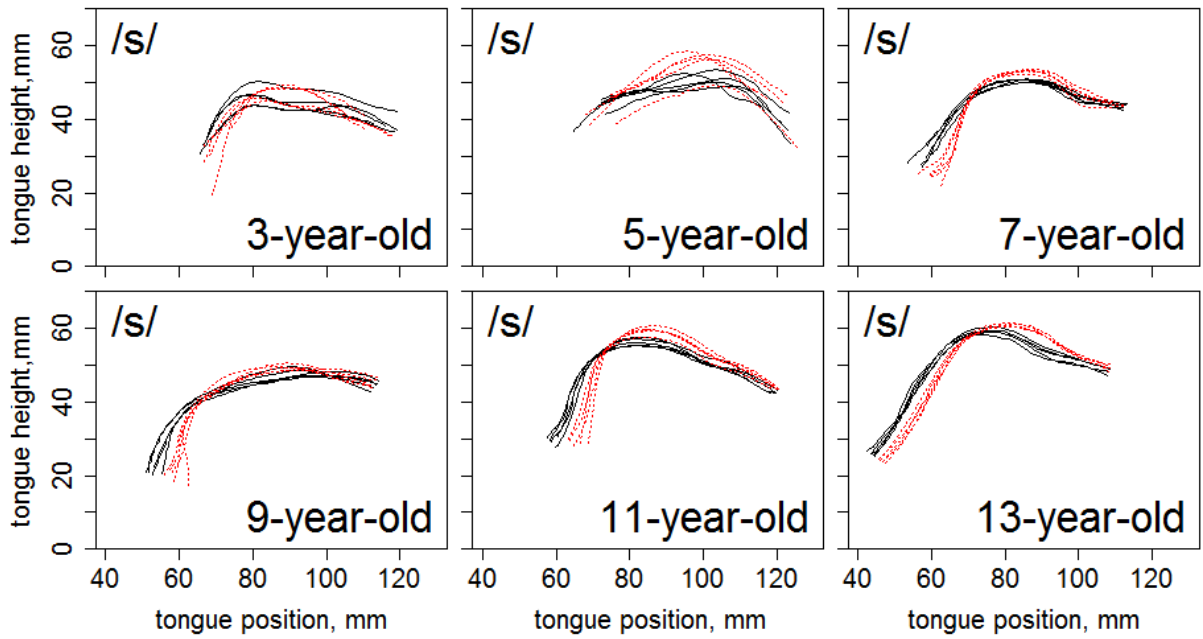 /s/ /s/ /s/
3-year-old 5-year-old 7-year-old
tongue height,mm
0 20 40 60
/s/ /s/ /s/
9-year-old 11-year-old 13-year-old
tongue height,mm
0 20 40 60
40 60 80 100 120 40 60 80 100 120 40 60 80 100 120
tongue position, mm tongue position, mm tongue position, mm